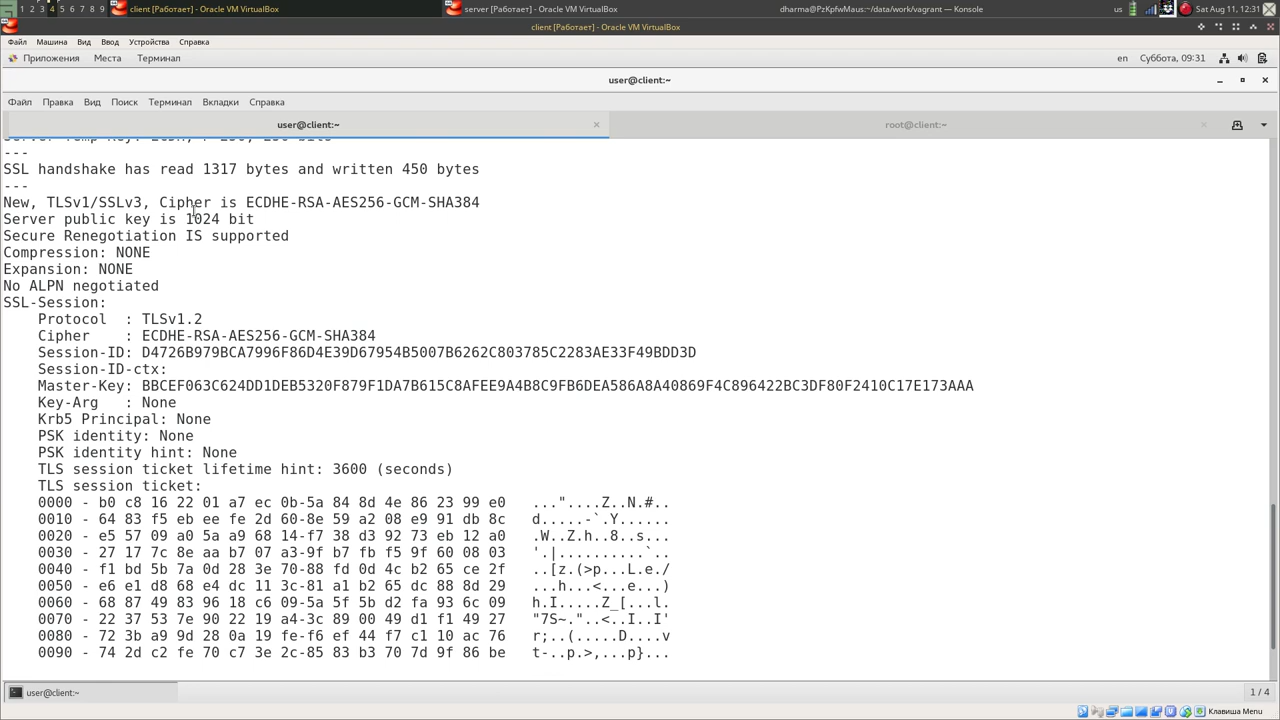 1 2 3 4 5 6 7 8 9 client [Работает] - Oracle VM VirtualBox server [Работает] - Oracle VM VirtualBox dharma@PzKpfwMaus:~/data/work/vagrant — Konsole us Sat Aug 11, 12:31
client [Работает] - Oracle VM VirtualBox
Файл Машина Вид Ввод Устройства Справка
Приложения Места Терминал en Суббота, 09:31
user@client:~
Файл Правка Вид Поиск Терминал Вкладки Справка
user@client:~ root@client:~
---
SSL handshake has read 1317 bytes and written 450 bytes
---
New, TLSv1/SSLv3, Cipher is ECDHE-RSA-AES256-GCM-SHA384
Server public key is 1024 bit
Secure Renegotiation IS supported
Compression: NONE
Expansion: NONE
No ALPN negotiated
SSL-Session:
Protocol : TLSv1.2
Cipher : ECDHE-RSA-AES256-GCM-SHA384
Session-ID: D4726B979BCA7996F86D4E39D67954B5007B6262C803785C2283AE33F49BDD3D
Session-ID-ctx:
Master-Key: BBCEF063C624DD1DEB5320F879F1DA7B615C8AFEE9A4B8C9FB6DEA586A8A40869F4C896422BC3DF80F2410C17E173AAA
Key-Arg : None
Krb5 Principal: None
PSK identity: None
PSK identity hint: None
TLS session ticket lifetime hint: 3600 (seconds)
TLS session ticket:
0000 - b0 c8 16 22 01 a7 ec 0b-5a 84 8d 4e 86 23 99 e0 ..."....Z..N.#..
0010 - 64 83 f5 eb ee fe 2d 60-8e 59 a2 08 e9 91 db 8c d.....-`.Y......
0020 - e5 57 09 a0 5a a9 68 14-f7 38 d3 92 73 eb 12 a0 .W..Z.h..8..s...
0030 - 27 17 7c 8e aa b7 07 a3-9f b7 fb f5 9f 60 08 03 '.|..........`..
0040 - f1 bd 5b 7a 0d 28 3e 70-88 fd 0d 4c b2 65 ce 2f ..[z.(>p...L.e./
0050 - e6 e1 d8 68 e4 dc 11 3c-81 a1 b2 65 dc 88 8d 29 ...h...<...e...)
0060 - 68 87 49 83 96 18 c6 09-5a 5f 5b d2 fa 93 6c 09 h.I.....Z_[...l.
0070 - 22 37 53 7e 90 22 19 a4-3c 89 00 49 d1 f1 49 27 "7S~."..<..I..I'
0080 - 72 3b a9 9d 28 0a 19 fe-f6 ef 44 f7 c1 10 ac 76 r;..(.....D....v
0090 - 74 2d c2 fe 70 c7 3e 2c-85 83 b3 70 7d 9f 86 be t-..p.>,...p}...
user@client:~ 1 / 4
Клавиша Menu